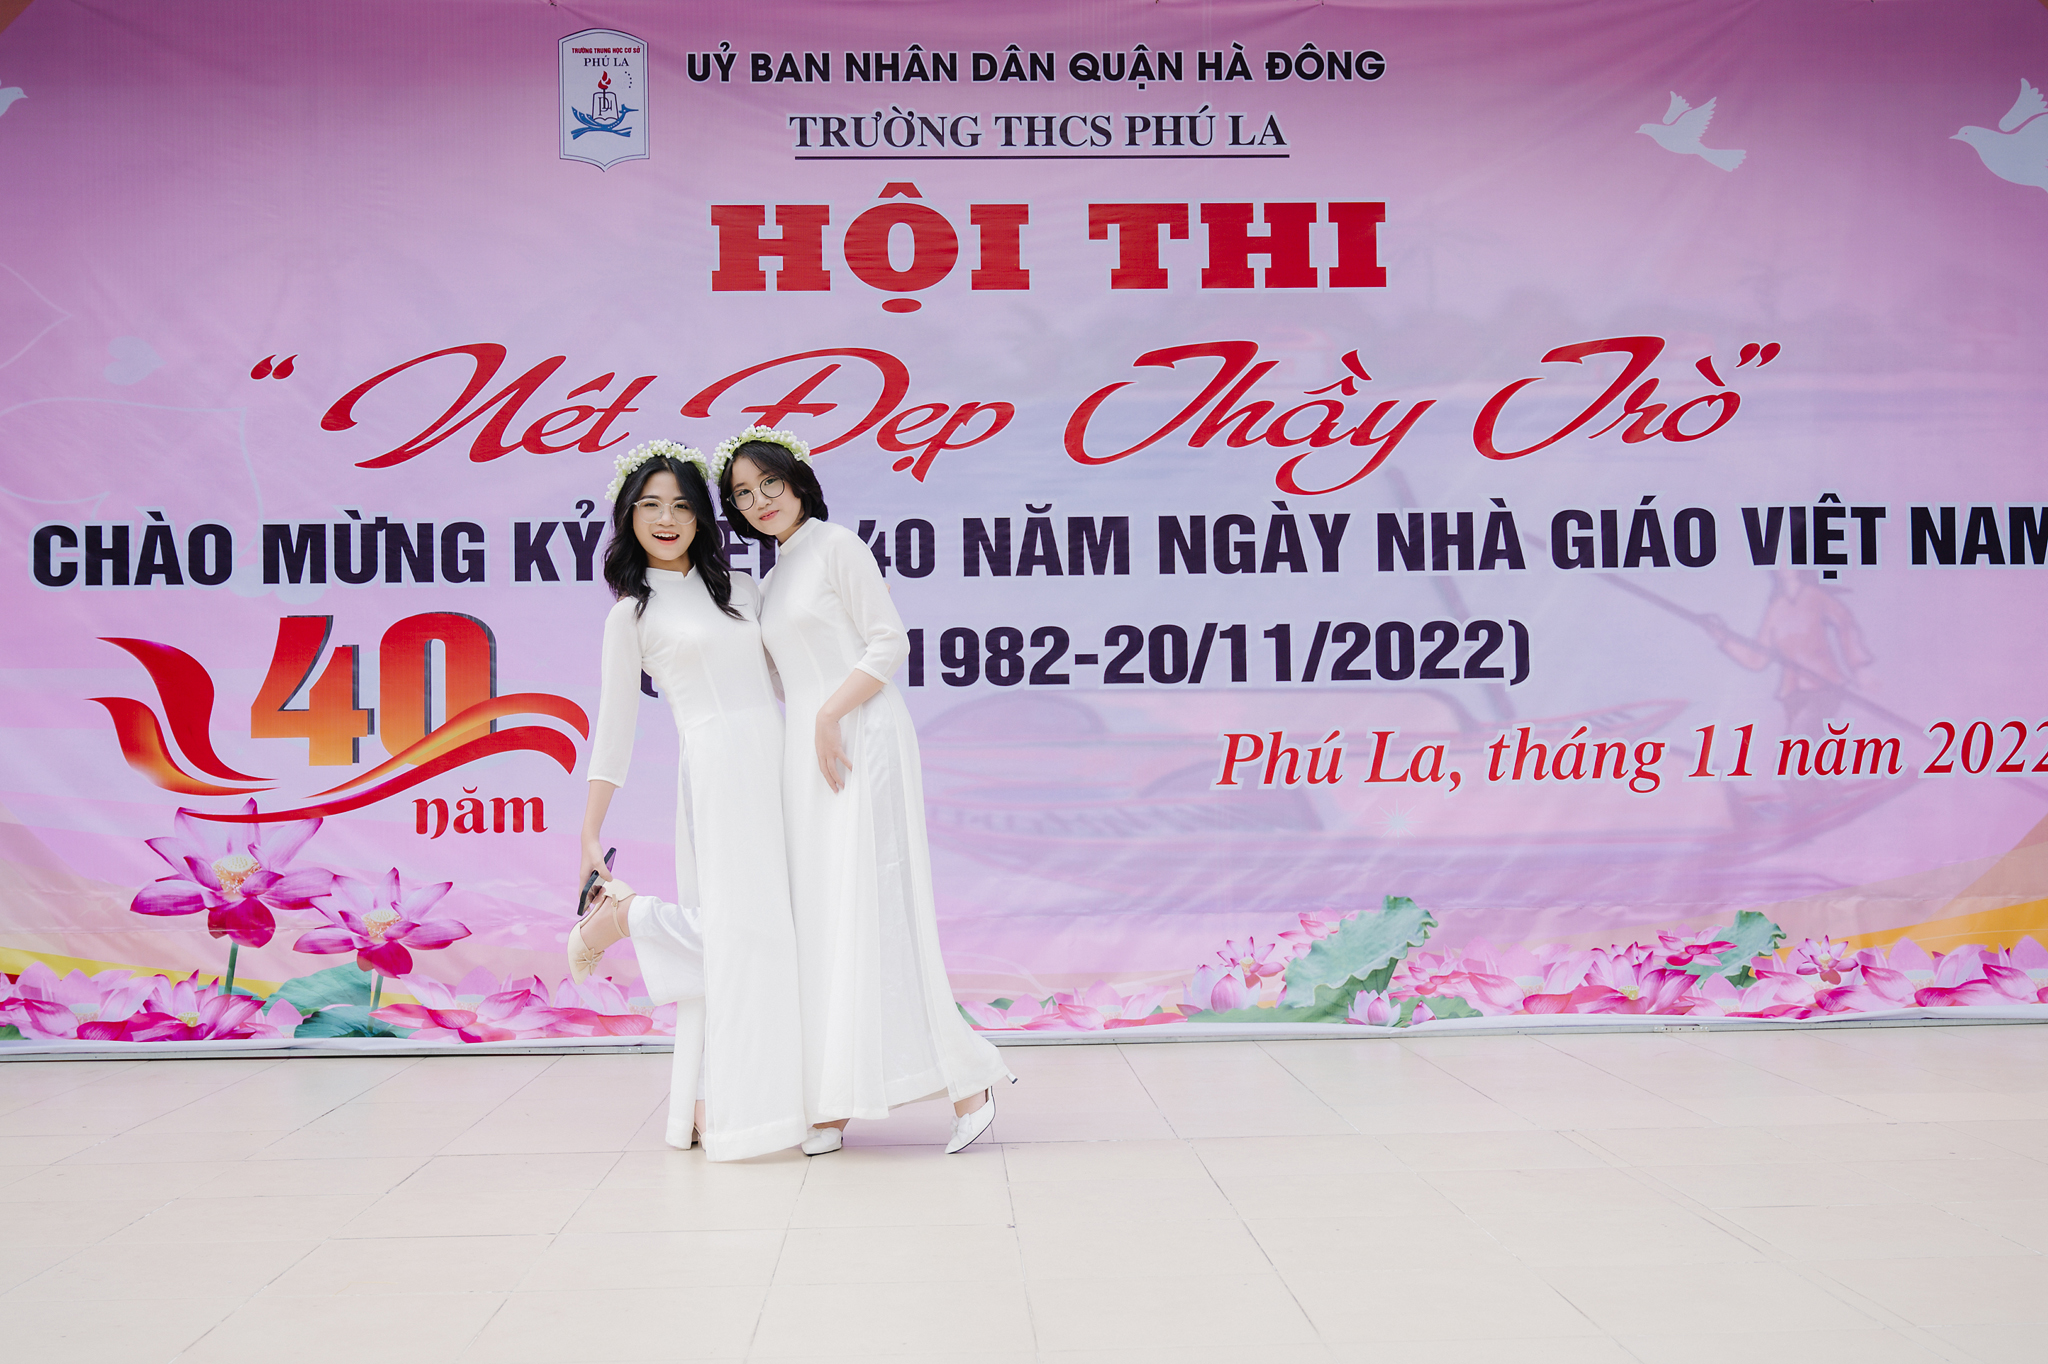 TRƯỜNG TRUNG HỌC CƠ SỞ
PHÚ LA
UỶ BAN NHÂN DÂN QUẬN HÀ ĐÔNG
TRƯỜNG THCS PHÚ LA
HỘI THI
“Nét Đẹp Thầy Trò”
CHÀO MỪNG KỶ 40 NĂM NGÀY NHÀ GIÁO VIỆT NAM
1982-20/11/2022)
40
năm
Phú La, tháng 11 năm 2022